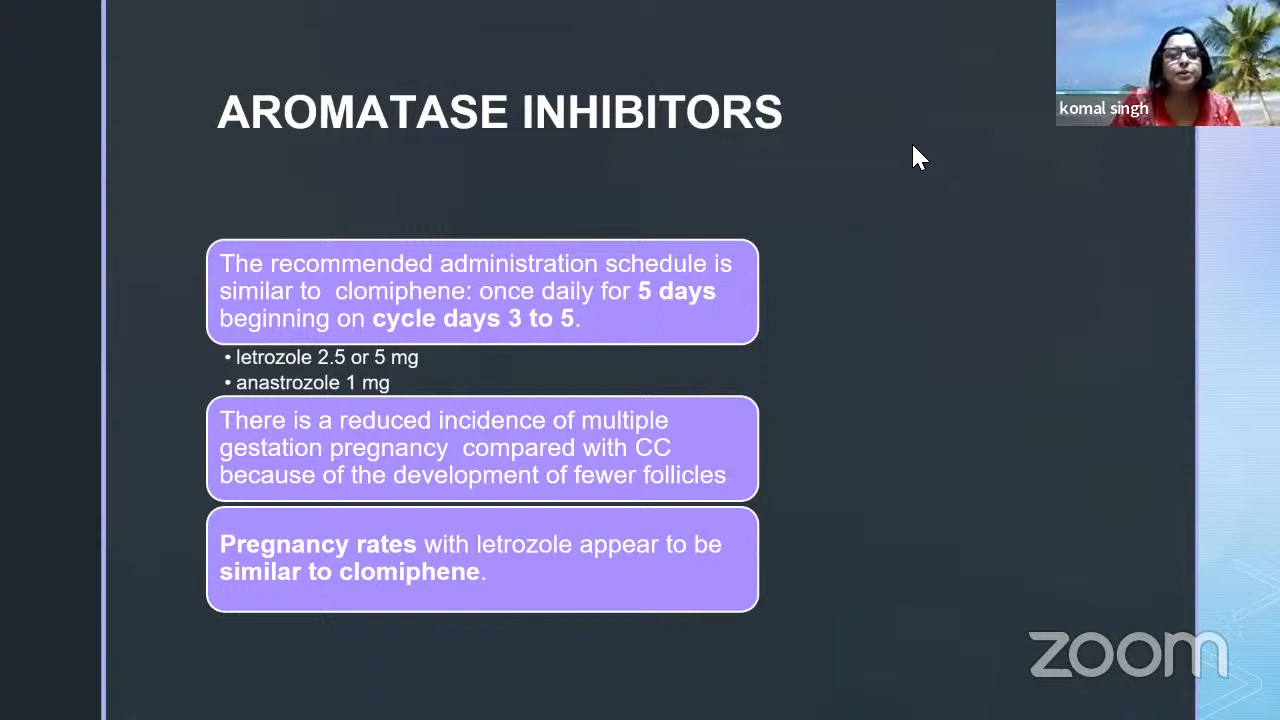 komal singh
AROMATASE INHIBITORS
The recommended administration schedule is
similar to  clomiphene: once daily for 5 days
beginning on cycle days 3 to 5.
• letrozole 2.5 or 5 mg
• anastrozole 1 mg
There is a reduced incidence of multiple
gestation pregnancy  compared with CC
because of the development of fewer follicles
Pregnancy rates with letrozole appear to be
similar to clomiphene.
zoom